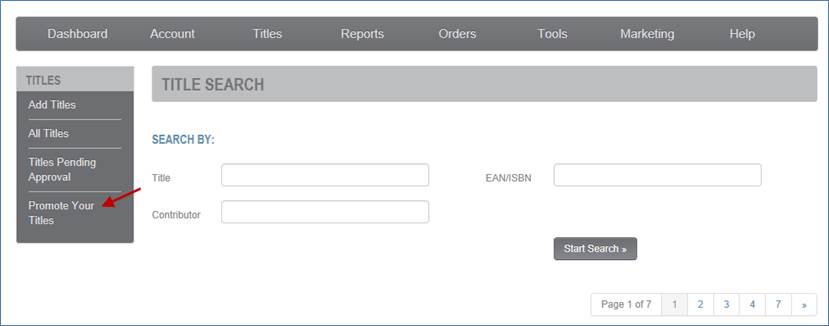 Dashboard Account Titles Reports Orders Tools Marketing Help
TITLES
Add Titles
All Titles
Titles Pending
Approval
Promote Your
Titles
TITLE SEARCH
SEARCH BY:
Title EAN/ISBN
Contributor
Start Search »
Page 1 of 7 1 2 3 4 7 »